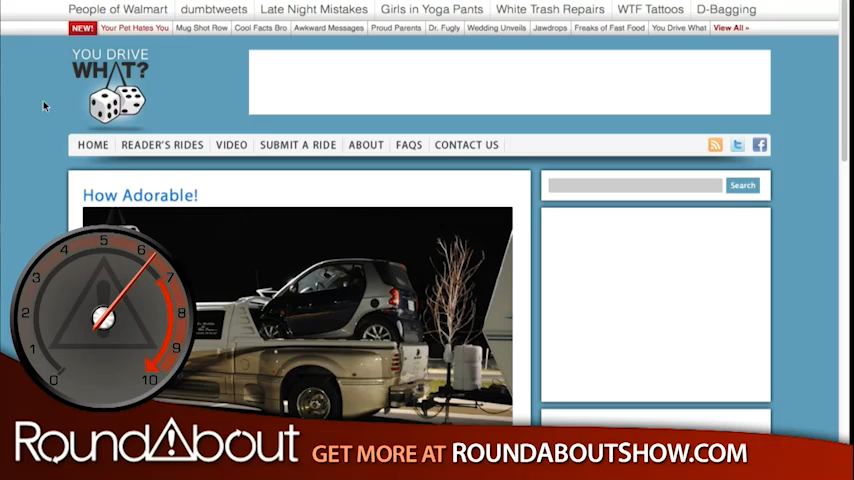 People of Walmart dumbtweets Late Night Mistakes Girls in Yoga Pants White Trash Repairs WTF Tattoos D-Bagging
NEW! Your Pet Hates You Mug Shot Row Cool Facts Bro Awkward Messages Proud Parents Dr. Fugly Wedding Unveils Jawdrops Freaks of Fast Food You Drive What View All »
YOU DRIVE
WHAT?
HOME READER'S RIDES VIDEO SUBMIT A RIDE ABOUT FAQS CONTACT US
How Adorable!
Search
0 1 2 3 4 5 6 7 8 9 10
RoundAbout GET MORE AT ROUNDABOUTSHOW.COM